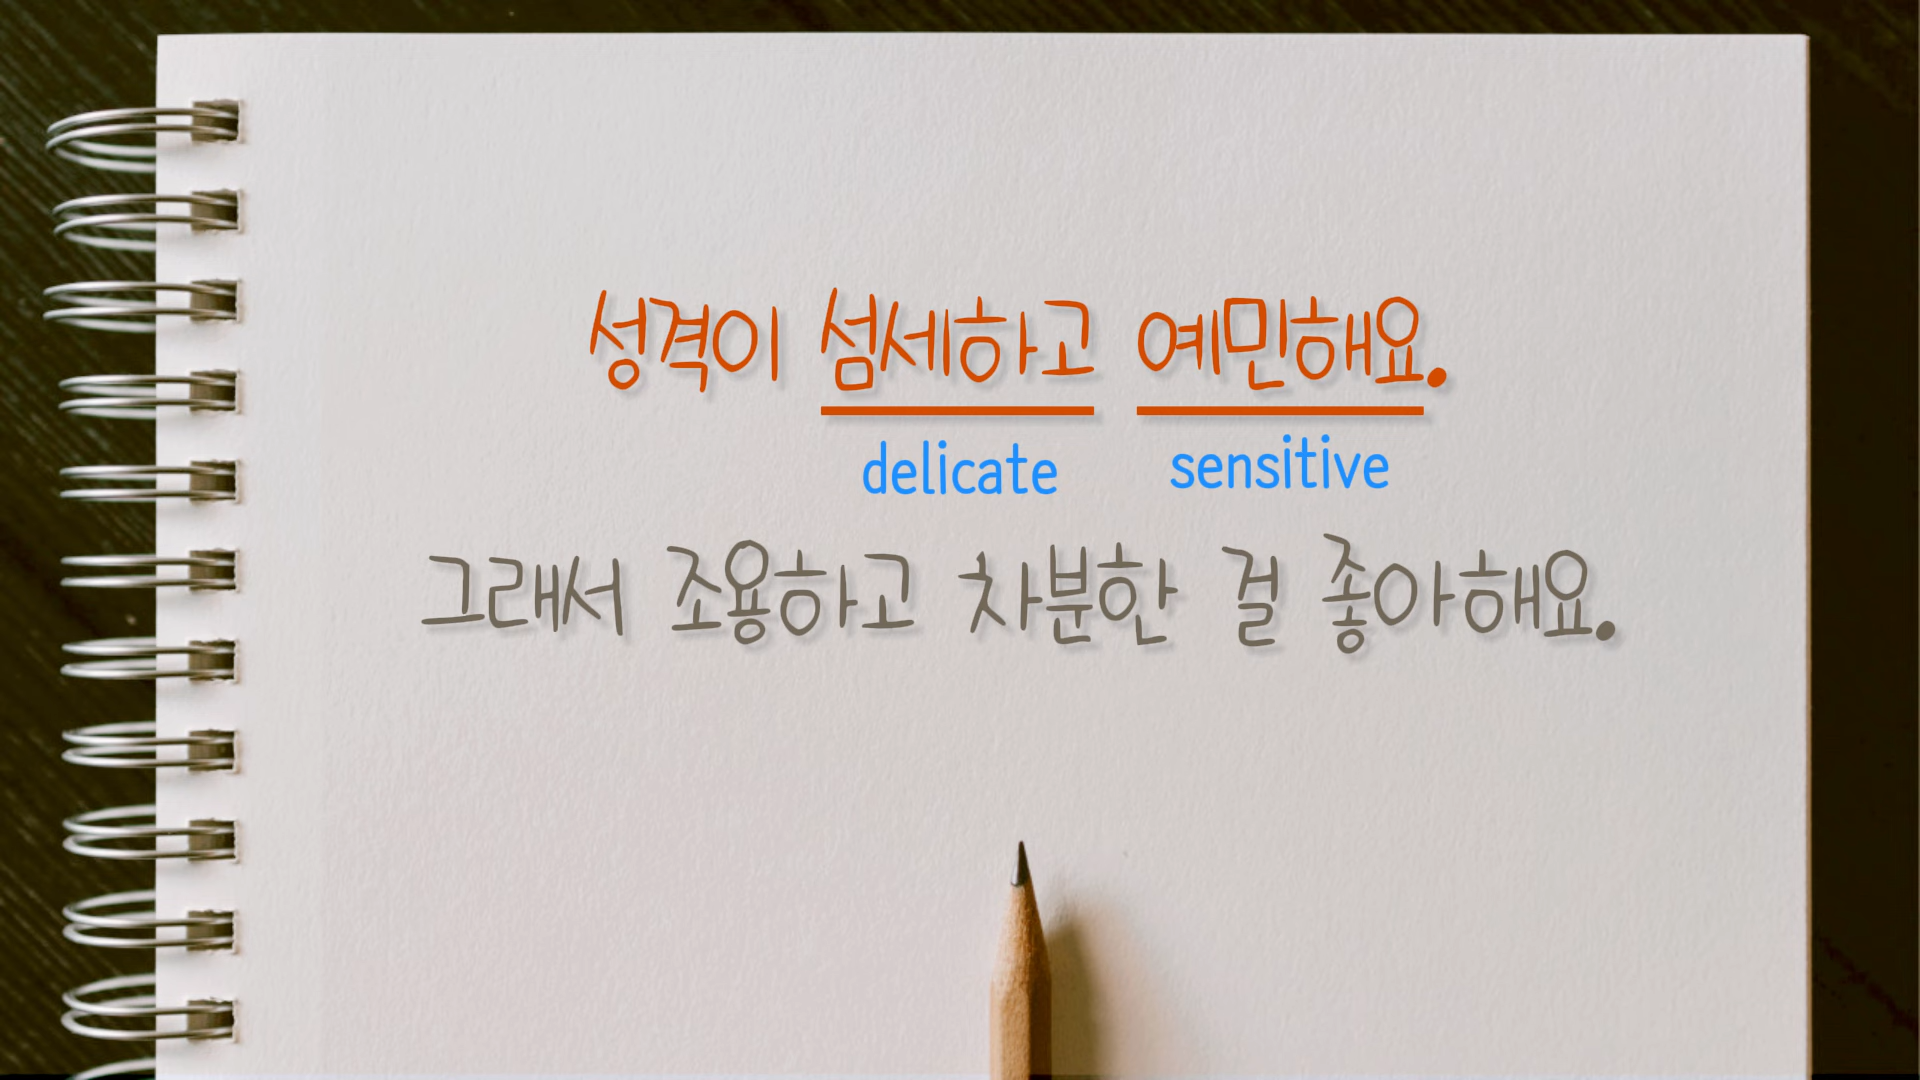 성격이 섬세하고 예민해요.
delicate sensitive
그래서 조용하고 차분한 걸 좋아해요.